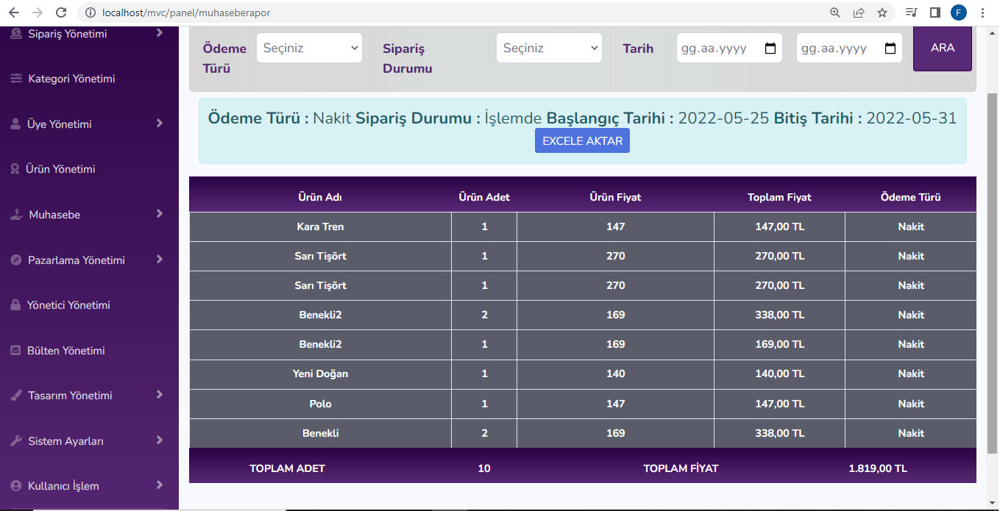 localhost/mvc/panel/muhaseberapor
F
Sipariş Yönetimi
Kategori Yönetimi
Üye Yönetimi
Ürün Yönetimi
Muhasebe
Pazarlama Yönetimi
Yönetici Yönetimi
Bülten Yönetimi
Tasarım Yönetimi
Sistem Ayarları
Kullanıcı İşlem
Ödeme Türü Seçiniz Sipariş Durumu Seçiniz Tarih gg.aa.yyyy gg.aa.yyyy ARA
Ödeme Türü : Nakit Sipariş Durumu : İşlemde Başlangıç Tarihi : 2022-05-25 Bitiş Tarihi : 2022-05-31
EXCELE AKTAR
Ürün Adı Ürün Adet Ürün Fiyat Toplam Fiyat Ödeme Türü
Kara Tren 1 147 147,00 TL Nakit
Sarı Tişört 1 270 270,00 TL Nakit
Sarı Tişört 1 270 270,00 TL Nakit
Benekli2 2 169 338,00 TL Nakit
Benekli2 1 169 169,00 TL Nakit
Yeni Doğan 1 140 140,00 TL Nakit
Polo 1 147 147,00 TL Nakit
Benekli 2 169 338,00 TL Nakit
TOPLAM ADET 10 TOPLAM FİYAT 1.819,00 TL